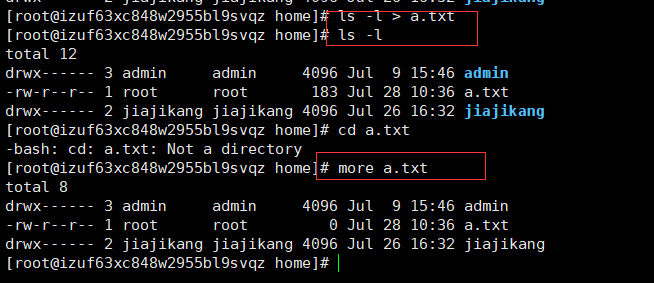 drwx------ 2 jiajikang jiajikang 4096 Jul 26 16:32 jiajikang
[root@izuf63xc848w2955bl9svqz home]# ls -l > a.txt
[root@izuf63xc848w2955bl9svqz home]# ls -l
total 12
drwx------ 3 admin     admin     4096 Jul  9 15:46 admin
-rw-r--r-- 1 root      root       183 Jul 28 10:36 a.txt
drwx------ 2 jiajikang jiajikang 4096 Jul 26 16:32 jiajikang
[root@izuf63xc848w2955bl9svqz home]# cd a.txt
-bash: cd: a.txt: Not a directory
[root@izuf63xc848w2955bl9svqz home]# more a.txt
total 8
drwx------ 3 admin     admin     4096 Jul  9 15:46 admin
-rw-r--r-- 1 root      root         0 Jul 28 10:36 a.txt
drwx------ 2 jiajikang jiajikang 4096 Jul 26 16:32 jiajikang
[root@izuf63xc848w2955bl9svqz home]#